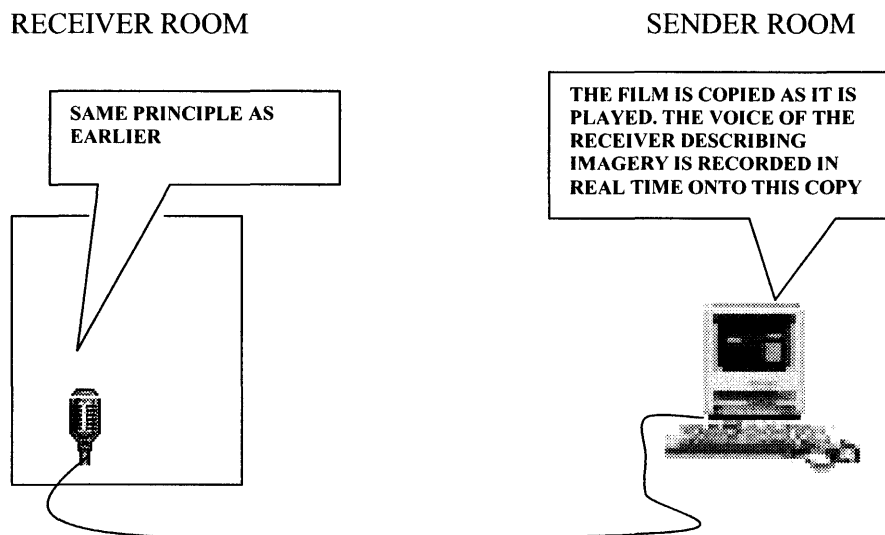 RECEIVER ROOM
SENDER ROOM
SAME PRINCIPLE AS
EARLIER
THE FILM IS COPIED AS IT IS
PLAYED. THE VOICE OF THE
RECEIVER DESCRIBING
IMAGERY IS RECORDED IN
REAL TIME ONTO THIS COPY